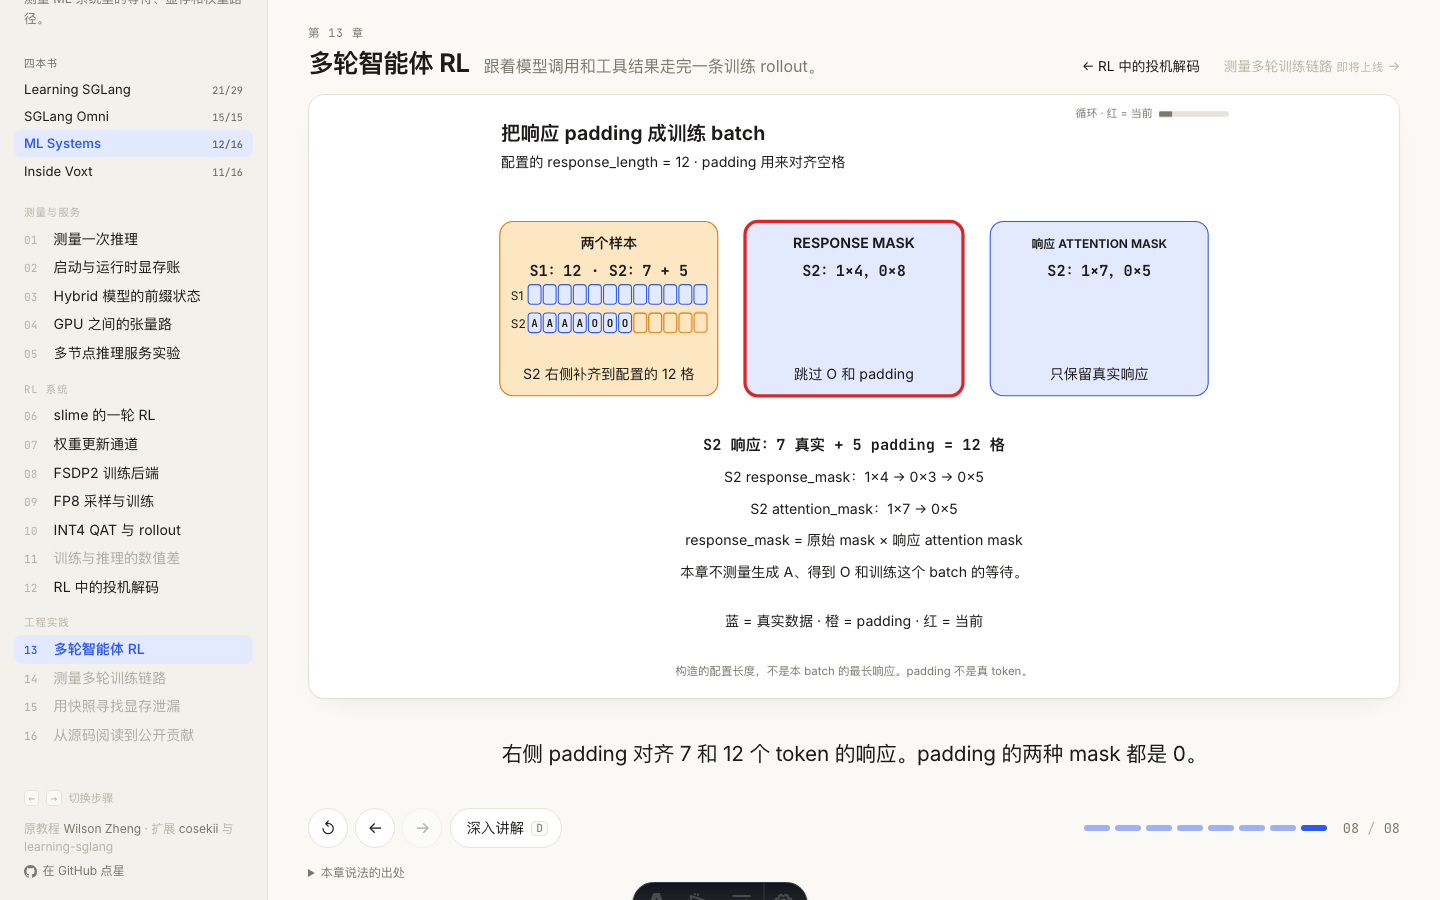 测量 ML 系统里的等待、显存和权重路
径。
四本书
Learning SGLang 21/29
SGLang Omni 15/15
ML Systems 12/16
Inside Voxt 11/16
测量与服务
01 测量一次推理
02 启动与运行时显存账
03 Hybrid 模型的前缀状态
04 GPU 之间的张量路
05 多节点推理服务实验
RL 系统
06 slime 的一轮 RL
07 权重更新通道
08 FSDP2 训练后端
09 FP8 采样与训练
10 INT4 QAT 与 rollout
11 训练与推理的数值差
12 RL 中的投机解码
工程实践
13 多轮智能体 RL
14 测量多轮训练链路
15 用快照寻找显存泄漏
16 从源码阅读到公开贡献
← → 切换步骤
原教程 Wilson Zheng · 扩展 cosekii 与
learning-sglang
在 GitHub 点星
第 13 章
多轮智能体 RL 跟着模型调用和工具结果走完一条训练 rollout。
← RL 中的投机解码 测量多轮训练链路 即将上线 →
循环 · 红 = 当前
把响应 padding 成训练 batch
配置的 response_length = 12 · padding 用来对齐空格
两个样本
S1：12 · S2：7 + 5
S1
S2 A A A A O O O
S2 右侧补齐到配置的 12 格
RESPONSE MASK
S2：1×4，0×8
跳过 O 和 padding
响应 ATTENTION MASK
S2：1×7，0×5
只保留真实响应
S2 响应：7 真实 + 5 padding = 12 格
S2 response_mask：1×4 → 0×3 → 0×5
S2 attention_mask：1×7 → 0×5
response_mask = 原始 mask × 响应 attention mask
本章不测量生成 A、得到 O 和训练这个 batch 的等待。
蓝 = 真实数据 · 橙 = padding · 红 = 当前
构造的配置长度，不是本 batch 的最长响应。padding 不是真 token。
右侧 padding 对齐 7 和 12 个 token 的响应。padding 的两种 mask 都是 0。
← → 深入讲解 D
08 / 08
▶ 本章说法的出处